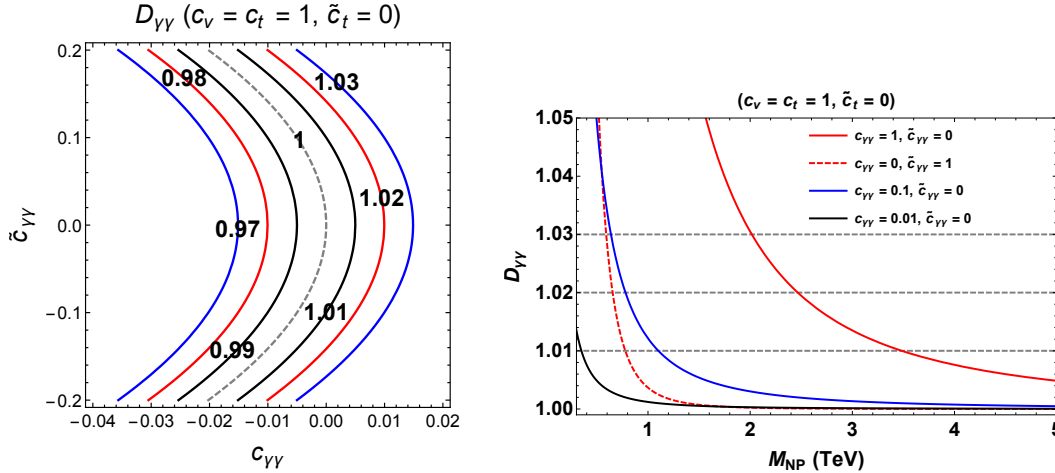 D_γγ (c_v = c_t = 1, c̃_t = 0)
0.2
0.1
0.0
−0.1
−0.2
c̃_γγ
0.98
1.03
1
1.02
0.97
1.01
0.99
−0.04 −0.03 −0.02 −0.01 0.00 0.01 0.02
c_γγ
(c_v = c_t = 1, c̃_t = 0)
1.05
1.04
1.03
1.02
1.01
1.00
D_γγ
c_γγ = 1, c̃_γγ = 0
c_γγ = 0, c̃_γγ = 1
c_γγ = 0.1, c̃_γγ = 0
c_γγ = 0.01, c̃_γγ = 0
1 2 3 4 5
M_NP (TeV)